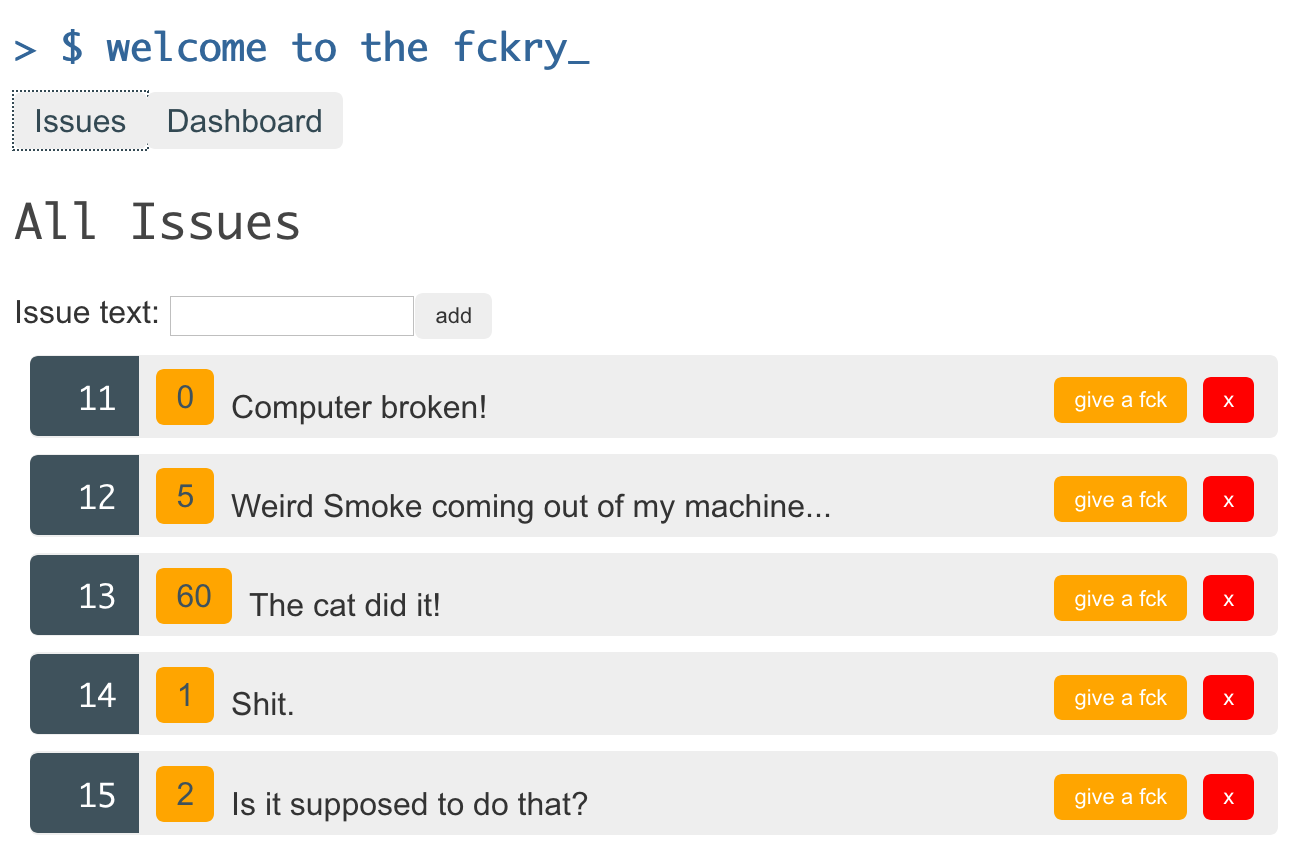 > $ welcome to the fckry_
Issues Dashboard
All Issues
Issue text: add
11 0 Computer broken! give a fck x
12 5 Weird Smoke coming out of my machine... give a fck x
13 60 The cat did it! give a fck x
14 1 Shit. give a fck x
15 2 Is it supposed to do that? give a fck x